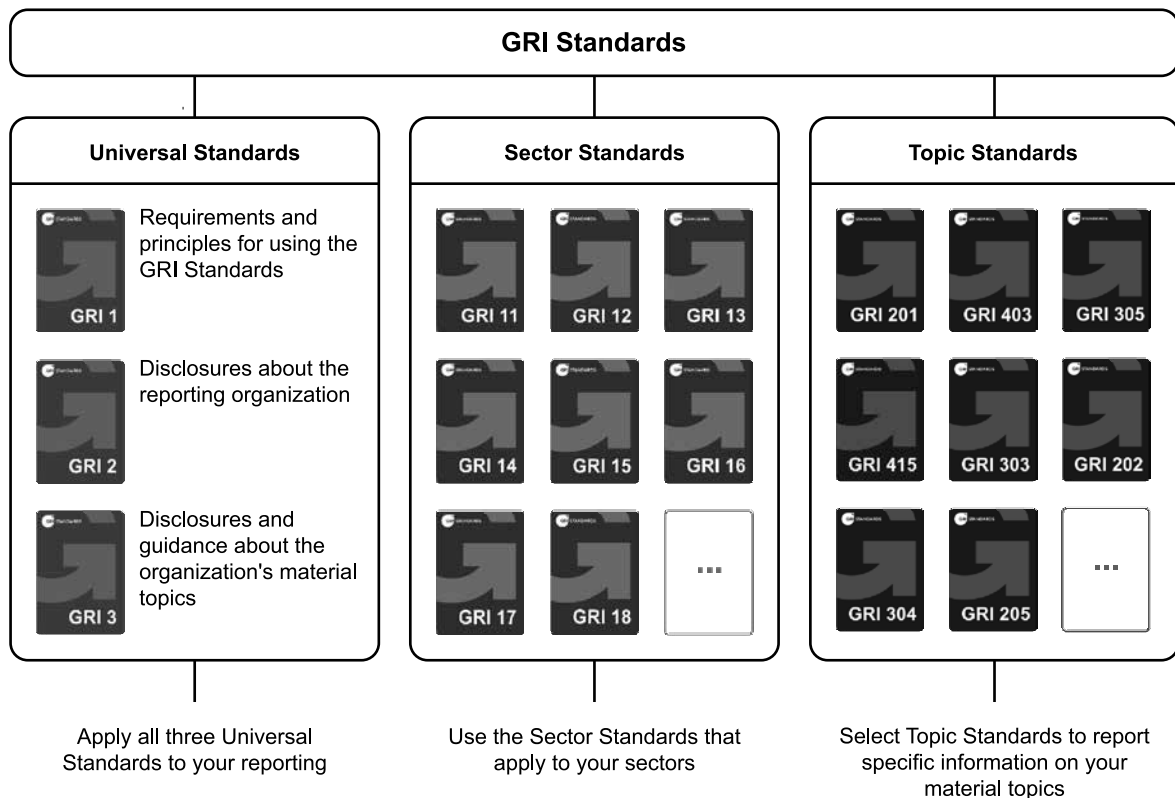 GRI Standards
Universal Standards
Requirements and
principles for using the
GRI Standards
GRI 1
Disclosures about the
reporting organization
GRI 2
Disclosures and
guidance about the
organization's material
topics
GRI 3
Apply all three Universal
Standards to your reporting
Sector Standards
GRI 11
GRI 12
GRI 13
GRI 14
GRI 15
GRI 16
GRI 17
GRI 18
...
Use the Sector Standards that
apply to your sectors
Topic Standards
GRI 201
GRI 403
GRI 305
GRI 415
GRI 303
GRI 202
GRI 304
GRI 205
...
Select Topic Standards to report
specific information on your
material topics